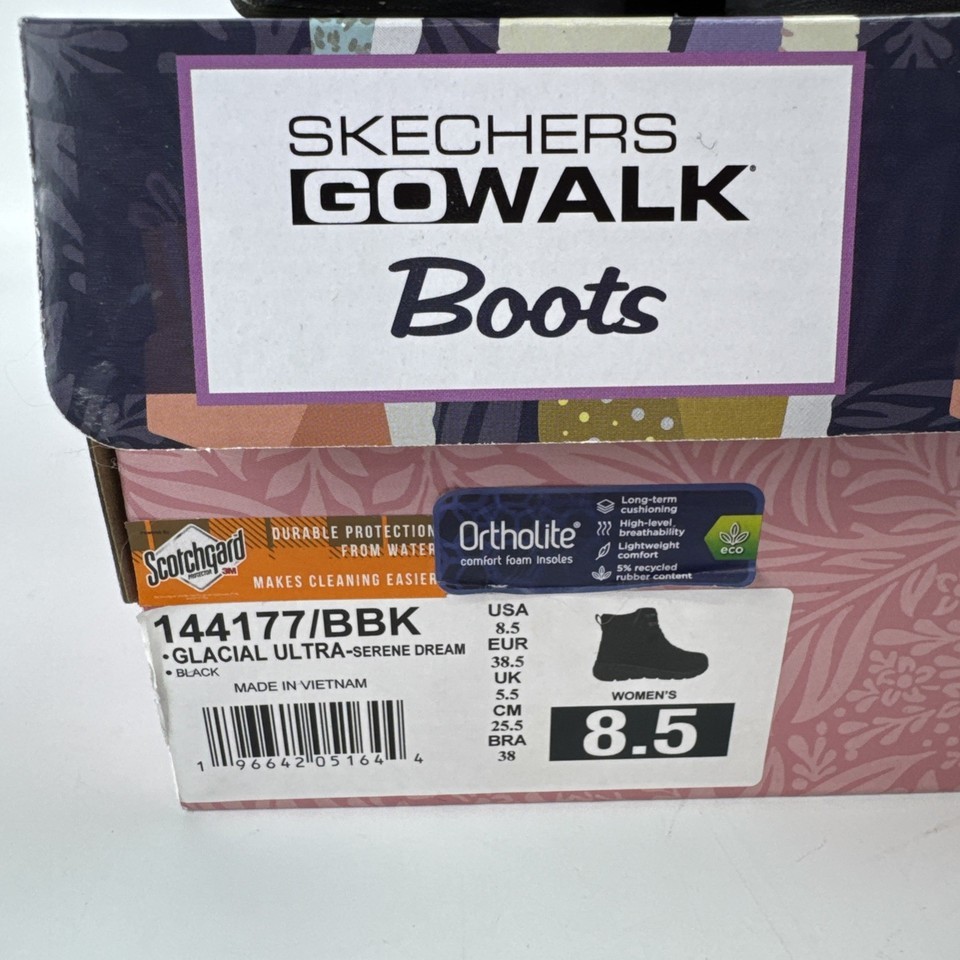 SKECHERS
GOWALK
Boots
Scotchgard
PROTECTOR 3M
DURABLE PROTECTION
FROM WATER
MAKES CLEANING EASIER
Ortholite®
comfort foam insoles
Long-term
cushioning
High-level
breathability
Lightweight
comfort
5% recycled
rubber content
eco
144177/BBK
•GLACIAL ULTRA-SERENE DREAM
• BLACK
MADE IN VIETNAM
1 96642 05164 4
USA
8.5
EUR
38.5
UK
5.5
CM
25.5
BRA
38
WOMEN'S
8.5